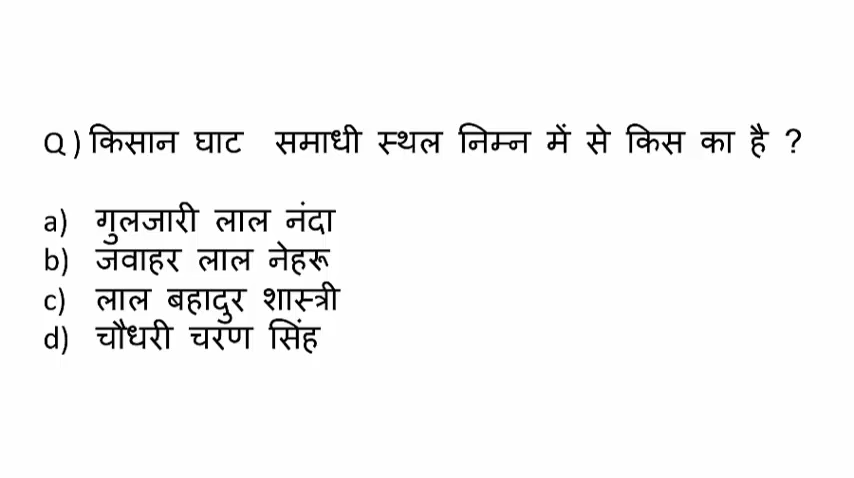 Q ) किसान घाट समाधी स्थल निम्न में से किस का है ?
a) गुलजारी लाल नंदा
b) जवाहर लाल नेहरू
c) लाल बहादुर शास्त्री
d) चौधरी चरण सिंह